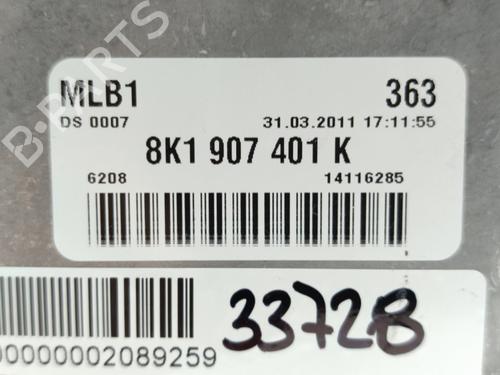 MLB1 363
DS 0007 31.03.2011 17:11:55
8K1 907 401 K
6208 14116285
33728
00000002089259
B-PARTS